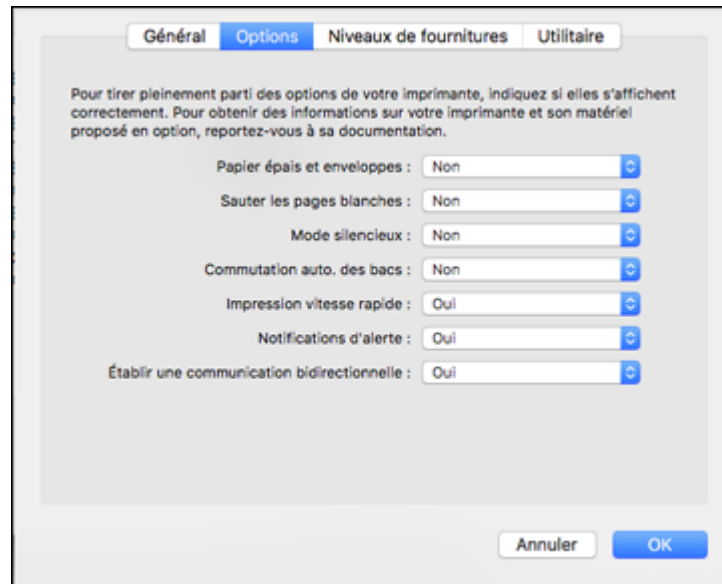 Général Options Niveaux de fournitures Utilitaire
Pour tirer pleinement parti des options de votre imprimante, indiquez si elles s'affichent
correctement. Pour obtenir des informations sur votre imprimante et son matériel
proposé en option, reportez-vous à sa documentation.
Papier épais et enveloppes : Non
Sauter les pages blanches : Non
Mode silencieux : Non
Commutation auto. des bacs : Non
Impression vitesse rapide : Oui
Notifications d'alerte : Oui
Établir une communication bidirectionnelle : Oui
Annuler OK